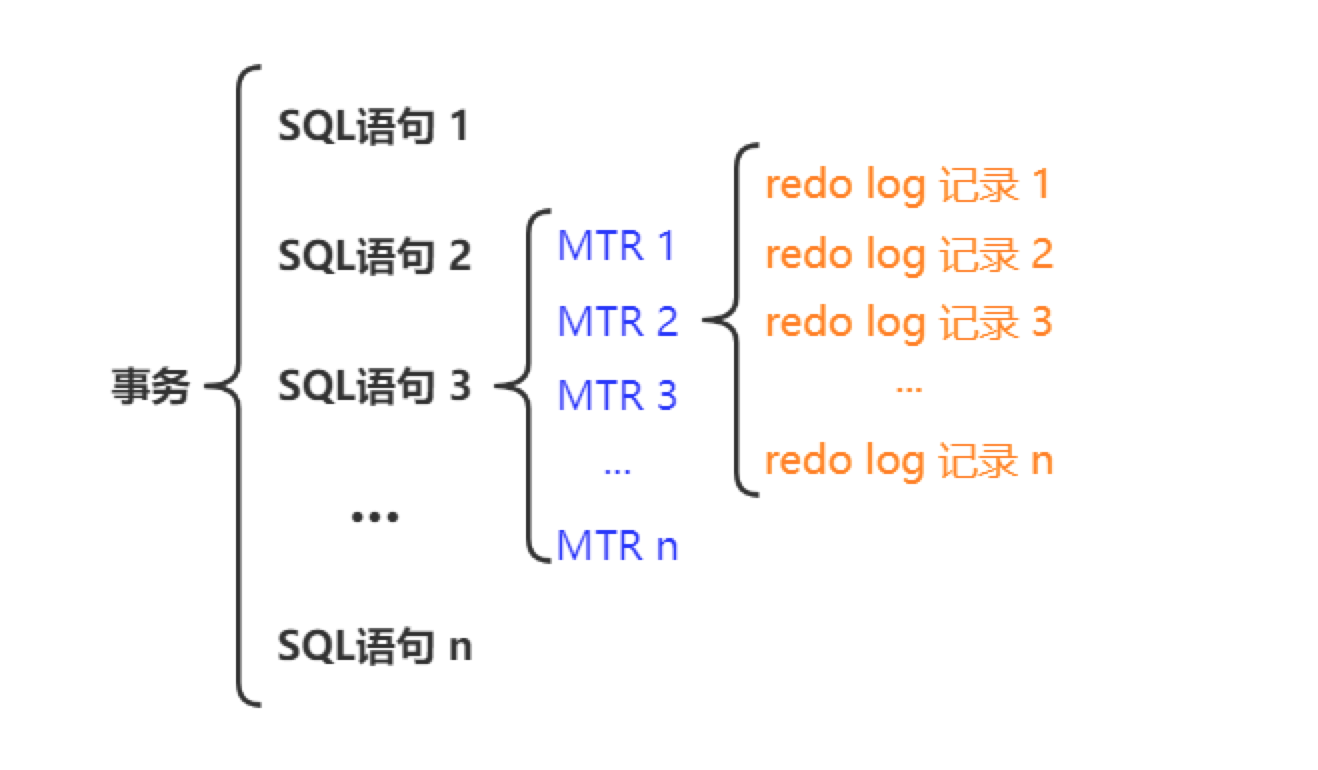 事务
SQL语句 1
SQL语句 2
SQL语句 3
...
SQL语句 n
MTR 1
MTR 2
MTR 3
...
MTR n
redo log 记录 1
redo log 记录 2
redo log 记录 3
...
redo log 记录 n